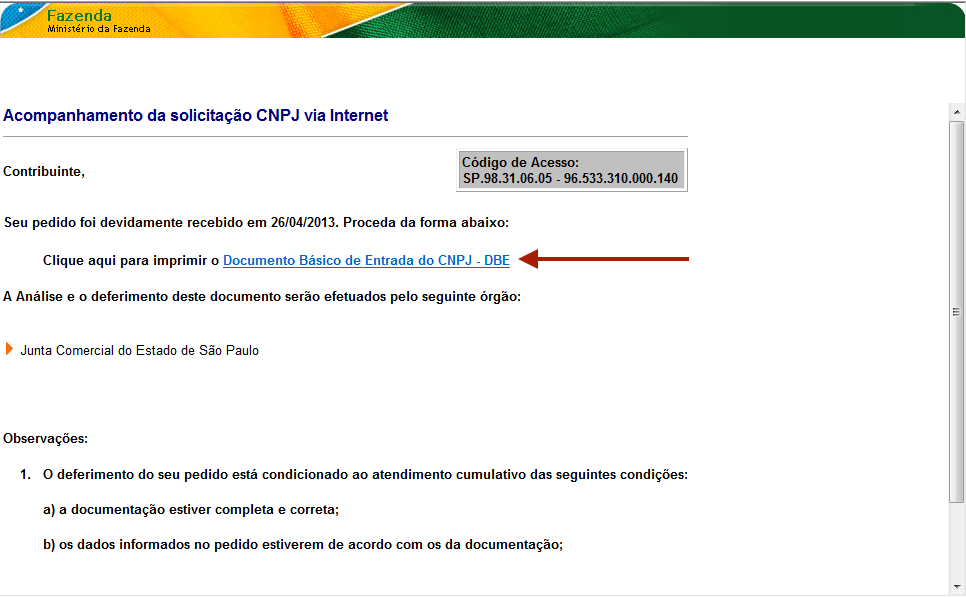 Fazenda
Ministério da Fazenda
Acompanhamento da solicitação CNPJ via Internet
Contribuinte,
Código de Acesso:
SP.98.31.06.05 - 96.533.310.000.140
Seu pedido foi devidamente recebido em 26/04/2013. Proceda da forma abaixo:
Clique aqui para imprimir o Documento Básico de Entrada do CNPJ - DBE
A Análise e o deferimento deste documento serão efetuados pelo seguinte órgão:
Junta Comercial do Estado de São Paulo
Observações:
1. O deferimento do seu pedido está condicionado ao atendimento cumulativo das seguintes condições:
a) a documentação estiver completa e correta;
b) os dados informados no pedido estiverem de acordo com os da documentação;